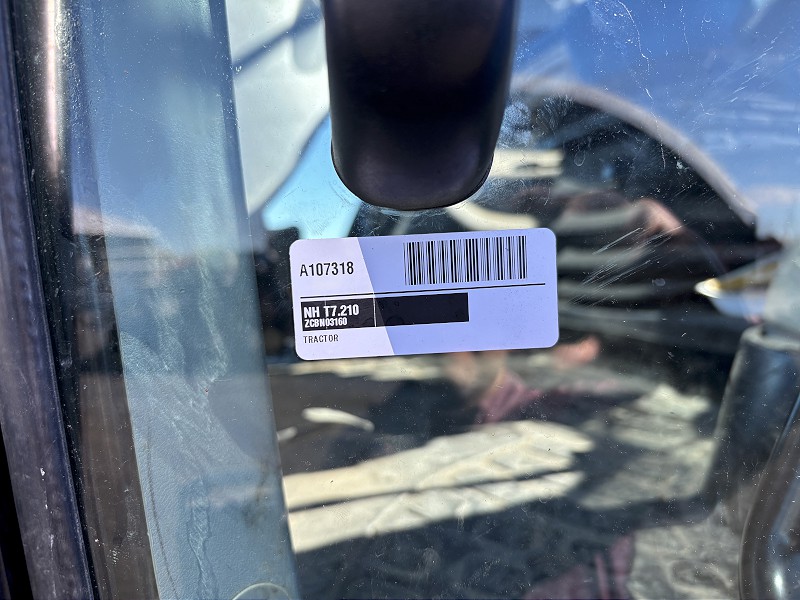 A107318
NH T7.210
ZCBN03160
TRACTOR